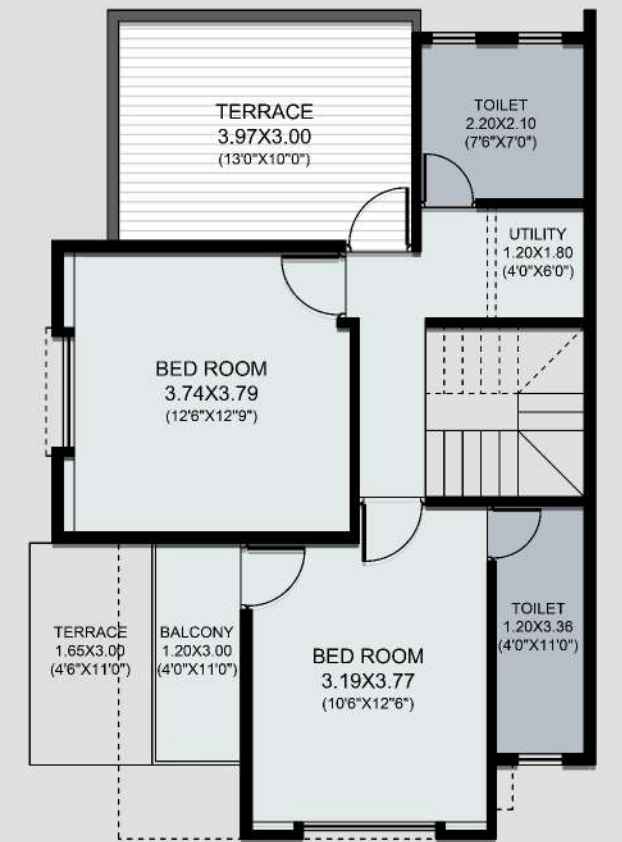 TERRACE
3.97X3.00
(13'0"X10"0")
TOILET
2.20X2.10
(7'6"X7'0")
UTILITY
1.20X1.80
(4'0"X6'0")
BED ROOM
3.74X3.79
(12'6"X12"9")
TERRACE
1.65X3.00
(4'6"X11'0")
BALCONY
1.20X3.00
(4'0"X11'0")
BED ROOM
3.19X3.77
(10'6"X12"6")
TOILET
1.20X3.36
(4'0"X11'0")